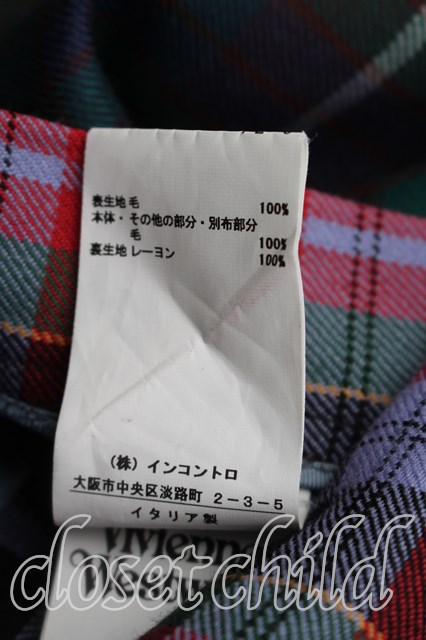 表生地 毛 100%
本体・その他の部分・別布部分
毛 100%
裏生地 レーヨン 100%
(株) インコントロ
大阪市中央区淡路町 2-3-5
イタリア製
closet child